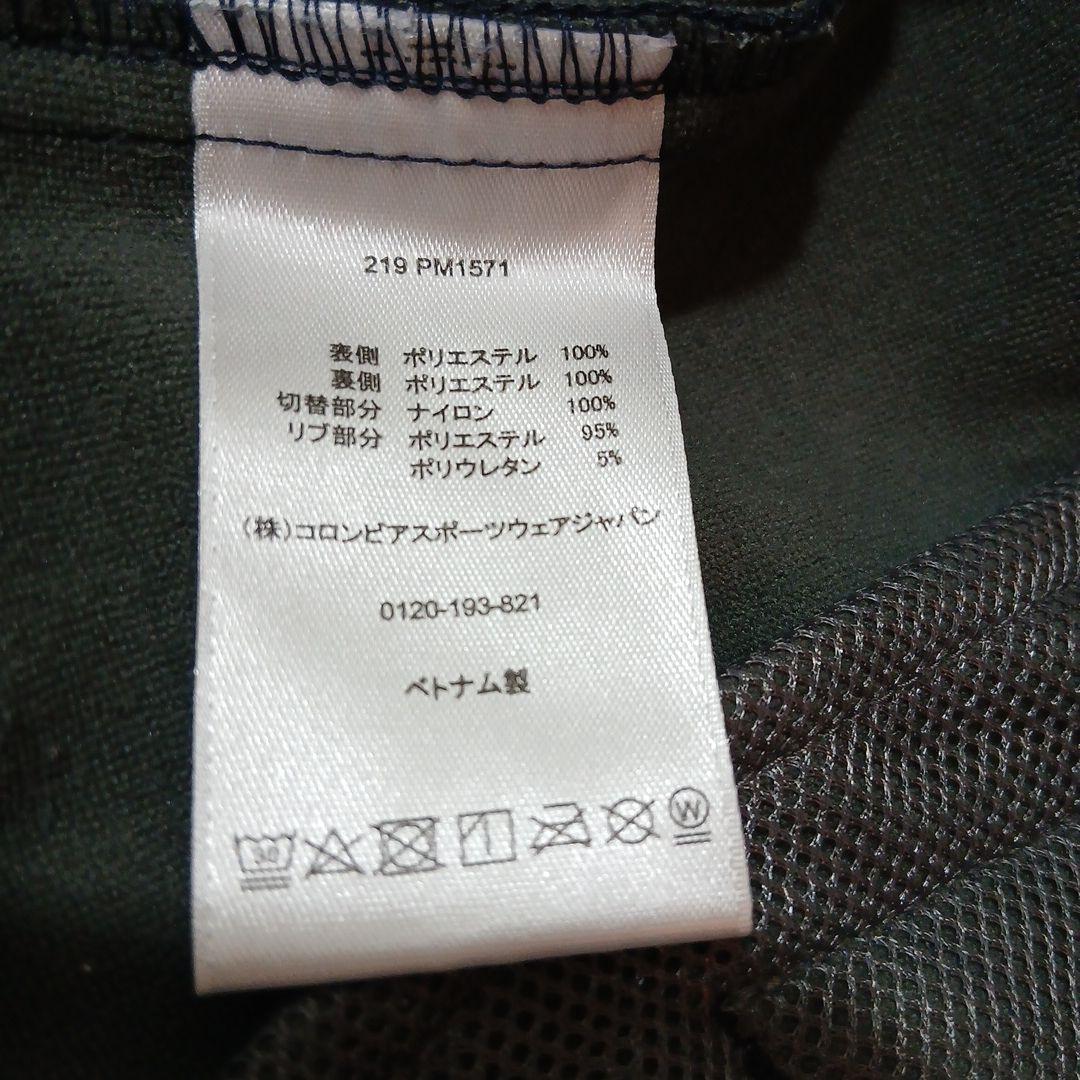 219 PM1571
表側 ポリエステル 100%
裏側 ポリエステル 100%
切替部分 ナイロン 100%
リブ部分 ポリエステル 95%
ポリウレタン 5%
(株)コロンビアスポーツウェアジャパン
0120-193-821
ベトナム製
30
W